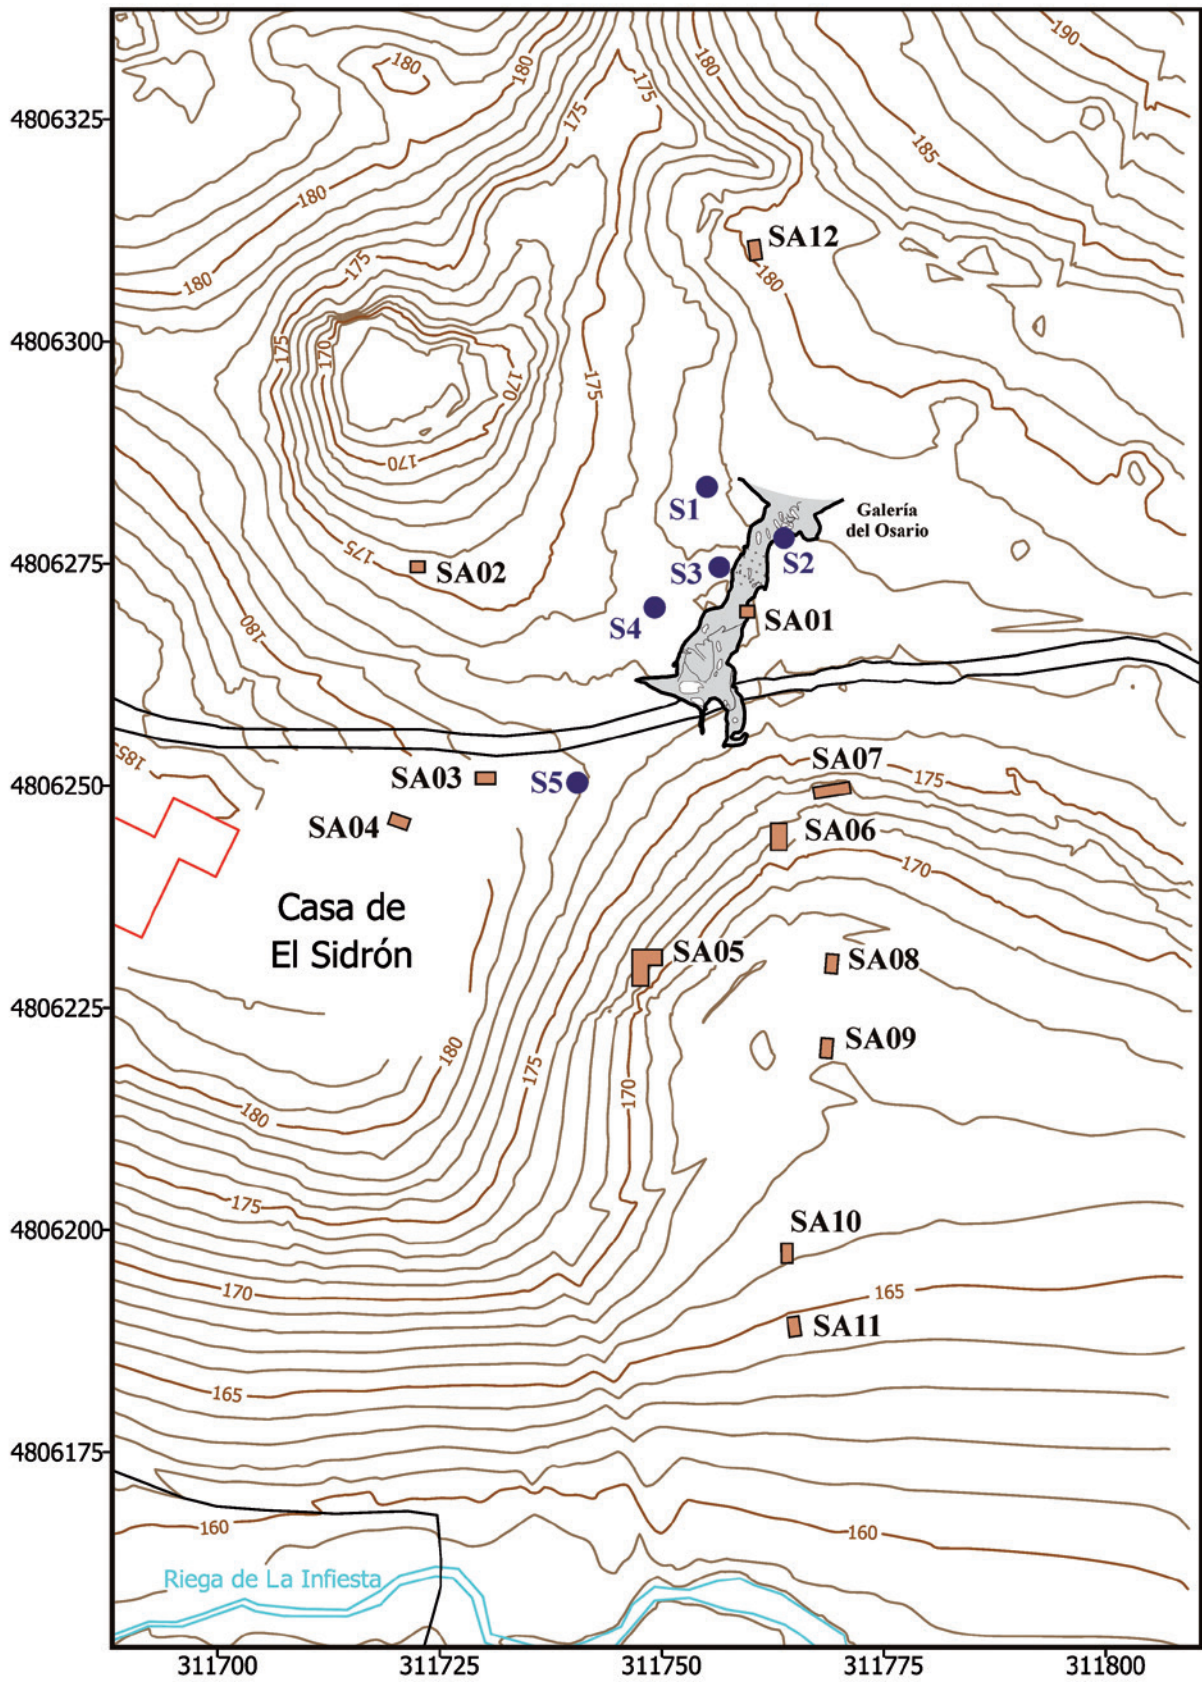 190
180
180
180
175
175
4806325
185
180
SA12
175
180
180
4806300
175
170
175
170
170
S1
Galería
del Osario
S2
175
4806275
SA02
S3
S4
SA01
180
185
SA07
175
4806250
SA03
S5
SA04
SA06
170
Casa de
El Sidrón
SA05
SA08
4806225
SA09
180
175
170
180
175
4806200
SA10
170
165
SA11
165
4806175
160
160
Riega de La Infiesta
311700
311725
311750
311775
311800